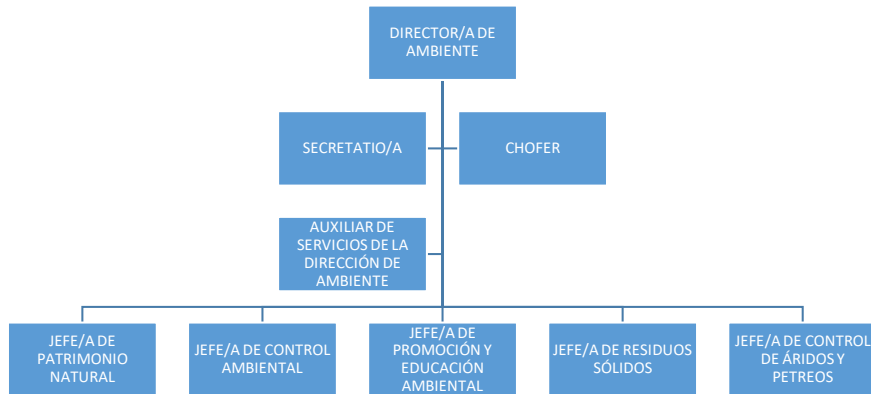 DIRECTOR/A DE
AMBIENTE
SECRETATIO/A
CHOFER
AUXILIAR DE
SERVICIOS DE LA
DIRECCIÓN DE
AMBIENTE
JEFE/A DE
PATRIMONIO
NATURAL
JEFE/A DE CONTROL
AMBIENTAL
JEFE/A DE
PROMOCIÓN Y
EDUCACIÓN
AMBIENTAL
JEFE/A DE RESIDUOS
SÓLIDOS
JEFE/A DE CONTROL
DE ÁRIDOS Y
PETREOS